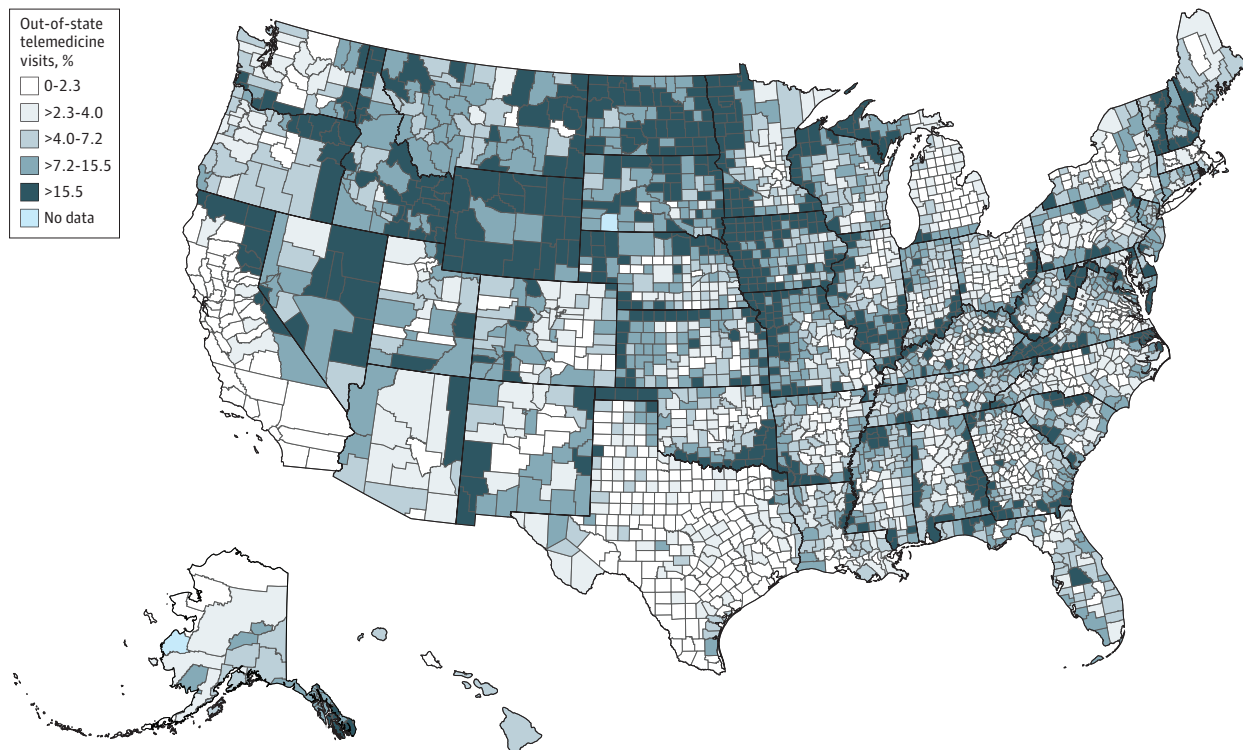 Out-of-state
telemedicine
visits, %
0-2.3
>2.3-4.0
>4.0-7.2
>7.2-15.5
>15.5
No data